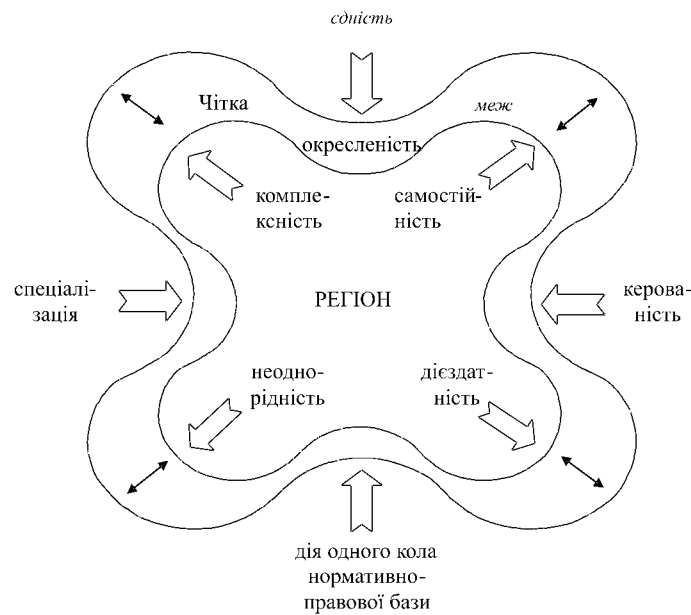 єдність
Чітка
меж
окресленість
компле-
ксність
самостій-
ність
спеціалі-
зація
РЕГІОН
керова-
ність
неодно-
рідність
дієздат-
ність
дія одного кола
нормативно-
правової бази